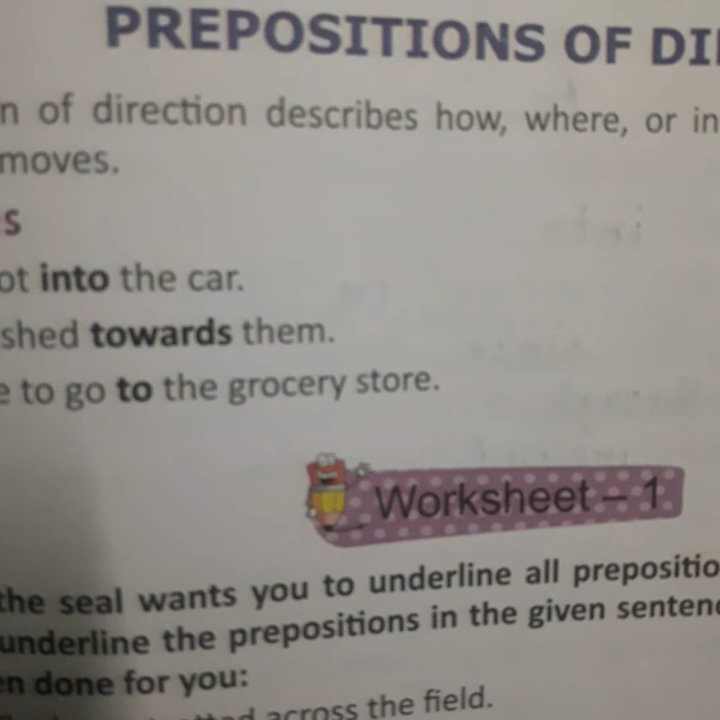 PREPOSITIONS OF DI
n of direction describes how, where, or in
moves.
s
ot into the car.
shed towards them.
e to go to the grocery store.
Worksheet – 1
the seal wants you to underline all prepositio
underline the prepositions in the given sentenc
en done for you:
across the field.